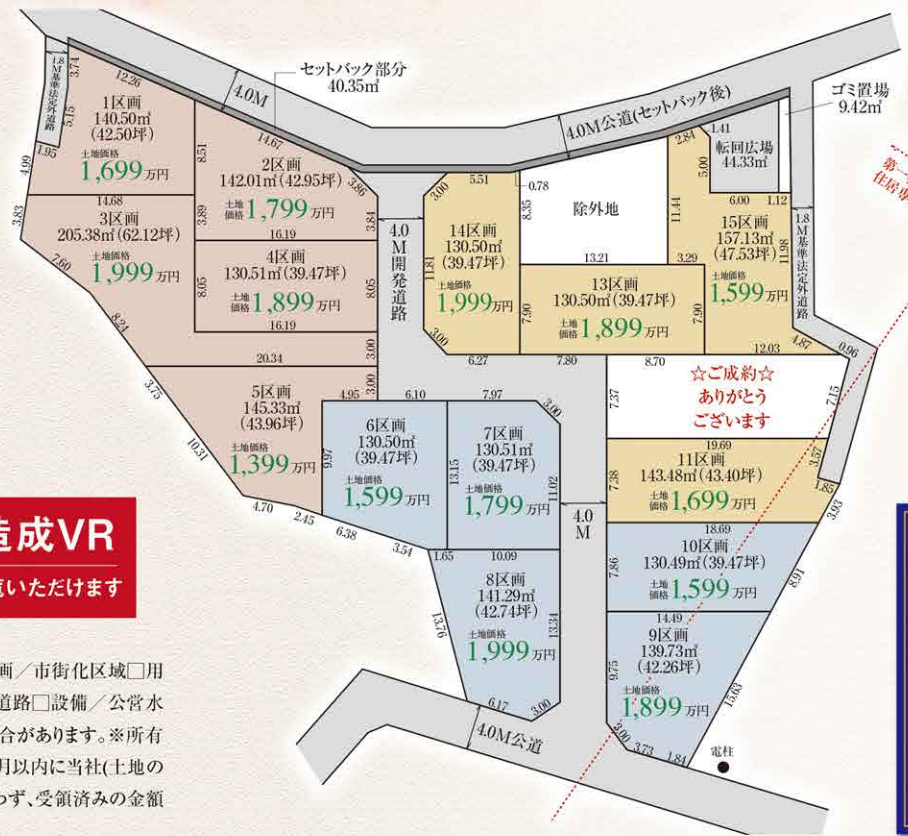 セットバック部分
40.35㎡
4.0M
4.0M公道(セットバック後)
ゴミ置場
9.42㎡
1.41
転回広場
44.33㎡
1.8M基準法定外道路
3.74
5.15
1.95
4.99
12.26
1区画
140.50㎡
(42.50坪)
土地価格
1,699万円
14.67
8.51
2区画
142.01㎡(42.95坪)
土地価格
1,799万円
3.86
3.84
14.68
3.83
3.89
16.19
3区画
205.38㎡(62.12坪)
土地価格
1,999万円
7.60
8.24
4区画
130.51㎡(39.47坪)
土地価格
1,899万円
8.05
8.05
16.19
20.34
3.00
4.0M開発道路
3.00
5.51
0.78
8.35
14区画
130.50㎡
(39.47坪)
土地価格
1,999万円
11.81
3.00
6.27
除外地
13.21
11.44
3.29
13区画
130.50㎡(39.47坪)
土地価格
1,899万円
7.90
7.90
7.80
8.70
2.84
5.00
6.00
1.12
15区画
157.13㎡
(47.53坪)
土地価格
1,599万円
11.98
12.03
4.87
0.96
1.8M基準法定外道路
住居専
3.75
10.31
5区画
145.33㎡
(43.96坪)
土地価格
1,399万円
3.00
4.95
9.97
4.70
2.45
6.10
6区画
130.50㎡
(39.47坪)
土地価格
1,599万円
6.38
3.54
7.97
3.00
7区画
130.51㎡
(39.47坪)
土地価格
1,799万円
13.15
11.02
☆ご成約☆
ありがとう
ございます
7.37
7.15
19.69
3.57
11区画
143.48㎡(43.40坪)
土地価格
1,699万円
7.38
1.85
3.93
4.0M
18.69
10区画
130.49㎡(39.47坪)
土地価格
1,599万円
7.86
8.91
1.65
10.09
8区画
141.29㎡
(42.74坪)
土地価格
1,999万円
13.76
13.34
6.17
3.00
14.49
9区画
139.73㎡
(42.26坪)
土地価格
1,899万円
9.75
15.63
3.00
3.73
1.84
4.0M公道
電柱
造成VR
覧いただけます
画／市街化区域□用
道路□設備／公営水
合があります。※所有
月以内に当社(土地の
わず、受領済みの金額